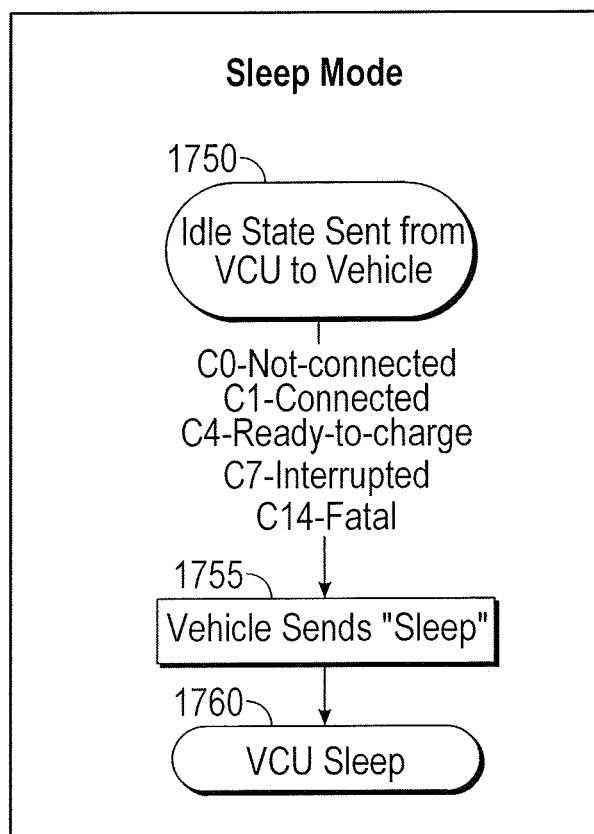 Sleep Mode
1750
Idle State Sent from
VCU to Vehicle
C0-Not-connected
C1-Connected
C4-Ready-to-charge
C7-Interrupted
C14-Fatal
1755
Vehicle Sends "Sleep"
1760
VCU Sleep